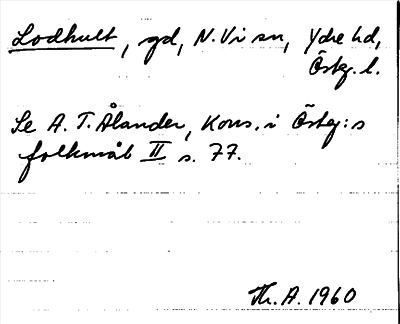 Lodhult, gd, N. Vi sn, Ydre hd,
Östg. l.
Se A. T. Ålander, Kons. i Östg:s
folkmål II s. 77.
Th. A. 1960